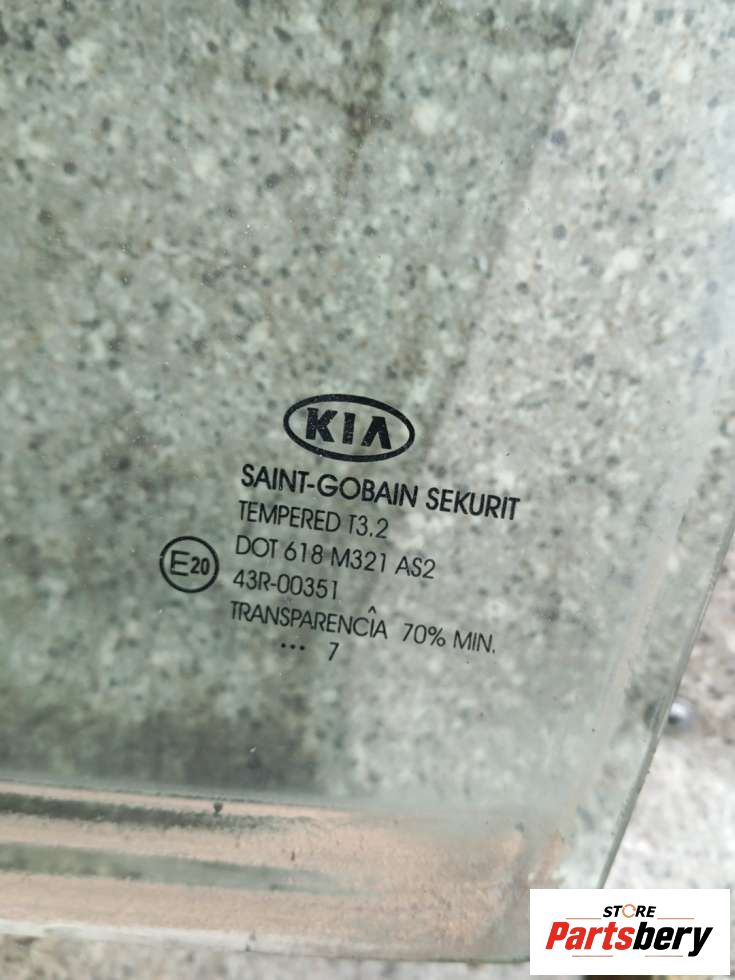 KIA
SAINT-GOBAIN SEKURIT
TEMPERED T3.2
DOT 618 M321 AS2
E20
43R-00351
TRANSPARENCÎA 70% MIN.
••• 7
STORE
Partsbery